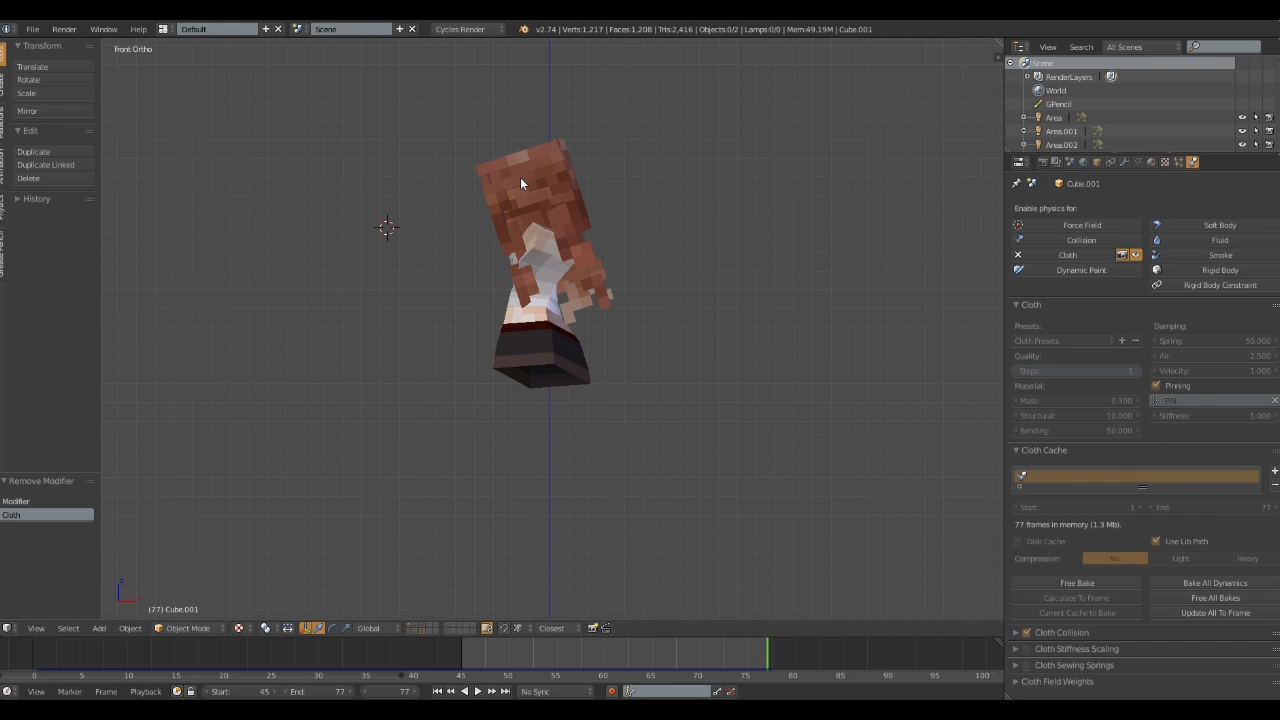 File Render Window Help Default Scene Cycles Render v2.74 | Verts:1,217 | Faces:1,208 | Tris:2,416 | Objects:0/2 | Lamps:0/0 | Mem:49.19M | Cube.001
Transform
Translate
Rotate
Scale
Mirror
Edit
Duplicate
Duplicate Linked
Delete
History
Remove Modifier
Modifier
Cloth
Tools
Create
Relations
Animation
Physics
Grease Pencil
Front Ortho
(77) Cube.001
View Select Add Object Object Mode Global Closest
0 5 10 15 20 25 30 35 40 45 50 55 60 65 70 75 80 85 90 95 100
View Marker Frame Playback Start: 45 End: 77 77 No Sync
View Search All Scenes
Scene
RenderLayers
World
GPencil
Area
Area.001
Area.002
Cube.001
Enable physics for:
Force Field Soft Body
Collision Fluid
Cloth Smoke
Dynamic Paint Rigid Body
Rigid Body Constraint
Cloth
Presets: Damping:
Cloth Presets Spring: 50.000
Quality: Air: 2.500
Steps: 5 Velocity: 1.000
Material: Pinning
Mass: 0.300 PIN
Structural: 10.000 Stiffness: 1.000
Bending: 50.000
Cloth Cache
Start: 1 End: 77
77 frames in memory (1.3 Mb).
Disk Cache Use Lib Path
Compression: No Light Heavy
Free Bake Bake All Dynamics
Calculate To Frame Free All Bakes
Current Cache to Bake Update All To Frame
Cloth Collision
Cloth Stiffness Scaling
Cloth Sewing Springs
Cloth Field Weights